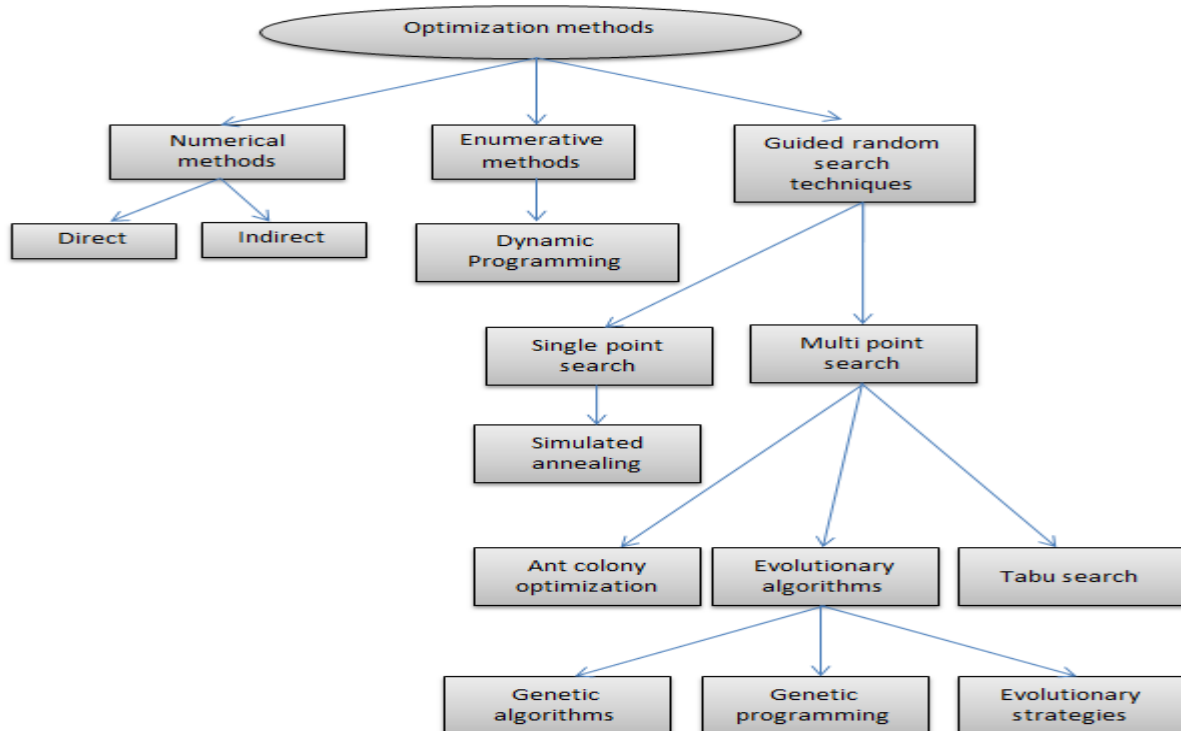 Optimization methods
Numerical
methods
Enumerative
methods
Guided random
search
techniques
Direct
Indirect
Dynamic
Programming
Single point
search
Multi point
search
Simulated
annealing
Ant colony
optimization
Evolutionary
algorithms
Tabu search
Genetic
algorithms
Genetic
programming
Evolutionary
strategies